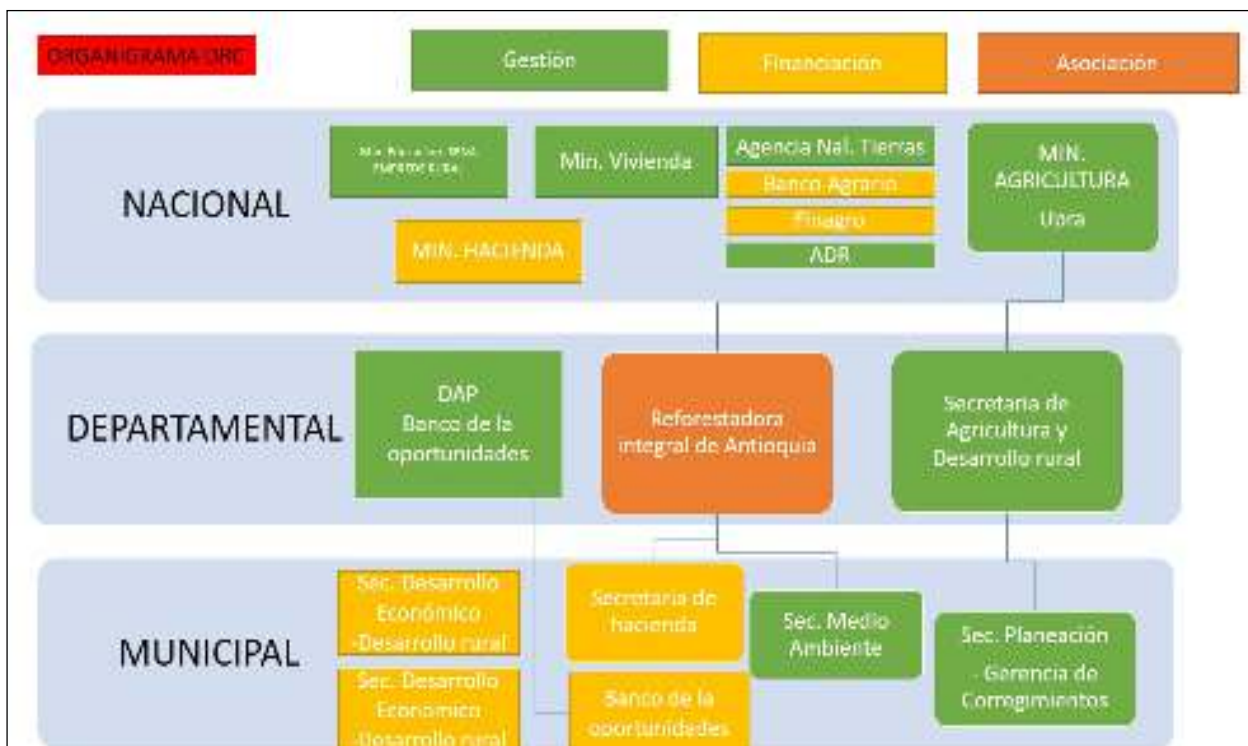 ORGANIGRAMA DRC
Gestión
Financiación
Asociación
NACIONAL
Min. Vivienda
Agencia Nal. Tierras
Banco Agrario
Finagro
ADR
MIN.
AGRICULTURA
Upra
MIN. HACIENDA
DEPARTAMENTAL
DAP
Banco de la
oportunidades
Reforestadora
integral de Antioquia
Secretaria de
Agricultura y
Desarrollo rural
MUNICIPAL
Sec. Desarrollo
Económico
-Desarrollo rural
Sec. Desarrollo
Económico
-Desarrollo rural
Secretaria de
hacienda
Banco de la
oportunidades
Sec. Medio
Ambiente
Sec. Planeación
- Gerencia de
Corregimientos